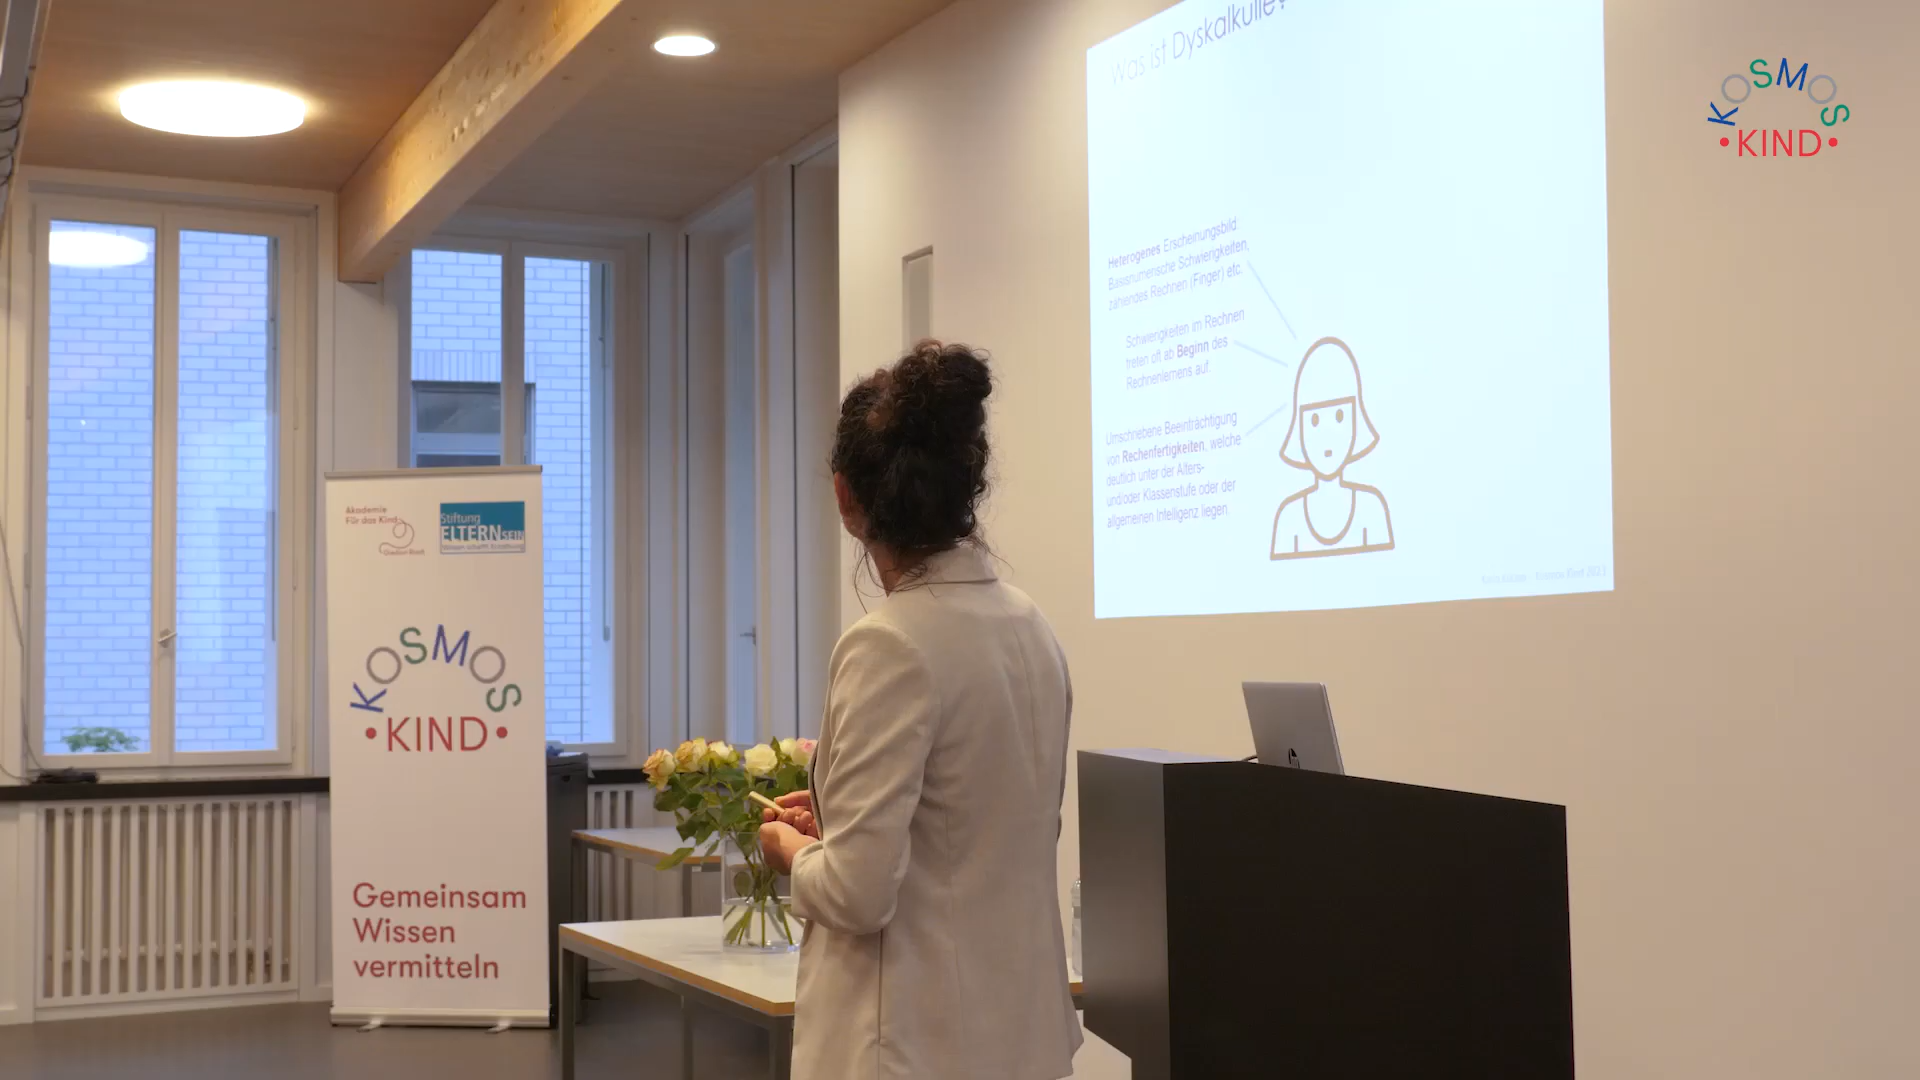 Was ist Dyskalkulie?
Heterogenes Erscheinungsbild
Basisnumerische Schwierigkeiten,
zählendes Rechnen (Finger) etc.
Schwierigkeiten im Rechnen
treten oft ab Beginn des
Rechnenlernens auf.
Umschriebene Beeinträchtigung
von Rechenfertigkeiten, welche
deutlich unter der Alters-
und/oder Klassenstufe oder der
allgemeinen Intelligenz liegen.
KOSMOS
•KIND•
Akademie
Für das Kind
Stiftung
ELTERNSEIN
KOSMOS
•KIND•
Gemeinsam
Wissen
vermitteln